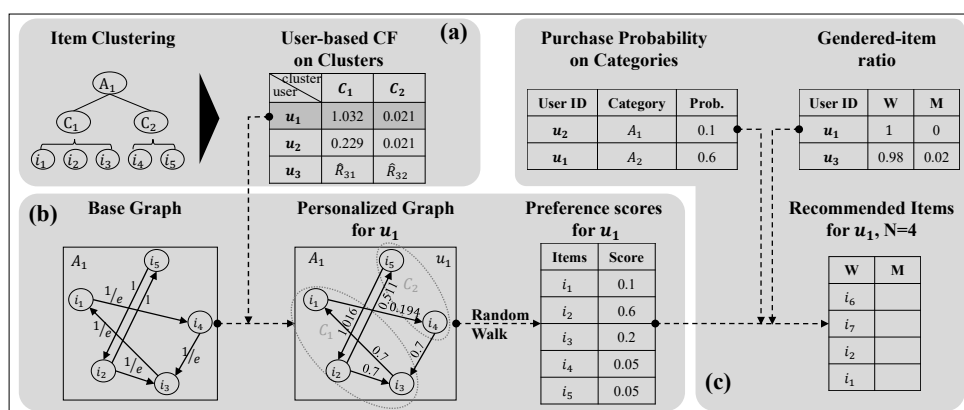 Item Clustering
A₁
C₁ C₂
i₁ i₂ i₃ i₄ i₅
User-based CF
on Clusters
(a)
cluster
user
C₁ C₂
u₁ 1.032 0.021
u₂ 0.229 0.021
u₃ R̂₃₁ R̂₃₂
Purchase Probability
on Categories
User ID Category Prob.
u₂ A₁ 0.1
u₁ A₂ 0.6
Gendered-item
ratio
User ID W M
u₁ 1 0
u₃ 0.98 0.02
(b)
Base Graph
A₁
i₅
i₁
i₄
i₂
i₃
1/e
1
1
1/e
1/e
1/e
Personalized Graph
for u₁
A₁ u₁
i₅
C₂
i₁
i₄
C₁
i₂
i₃
0.511
0.194
1.016
0.7
0.7
0.7
Random
Walk
Preference scores
for u₁
Items Score
i₁ 0.1
i₂ 0.6
i₃ 0.2
i₄ 0.05
i₅ 0.05
(c)
Recommended Items
for u₁, N=4
W M
i₆
i₇
i₂
i₁